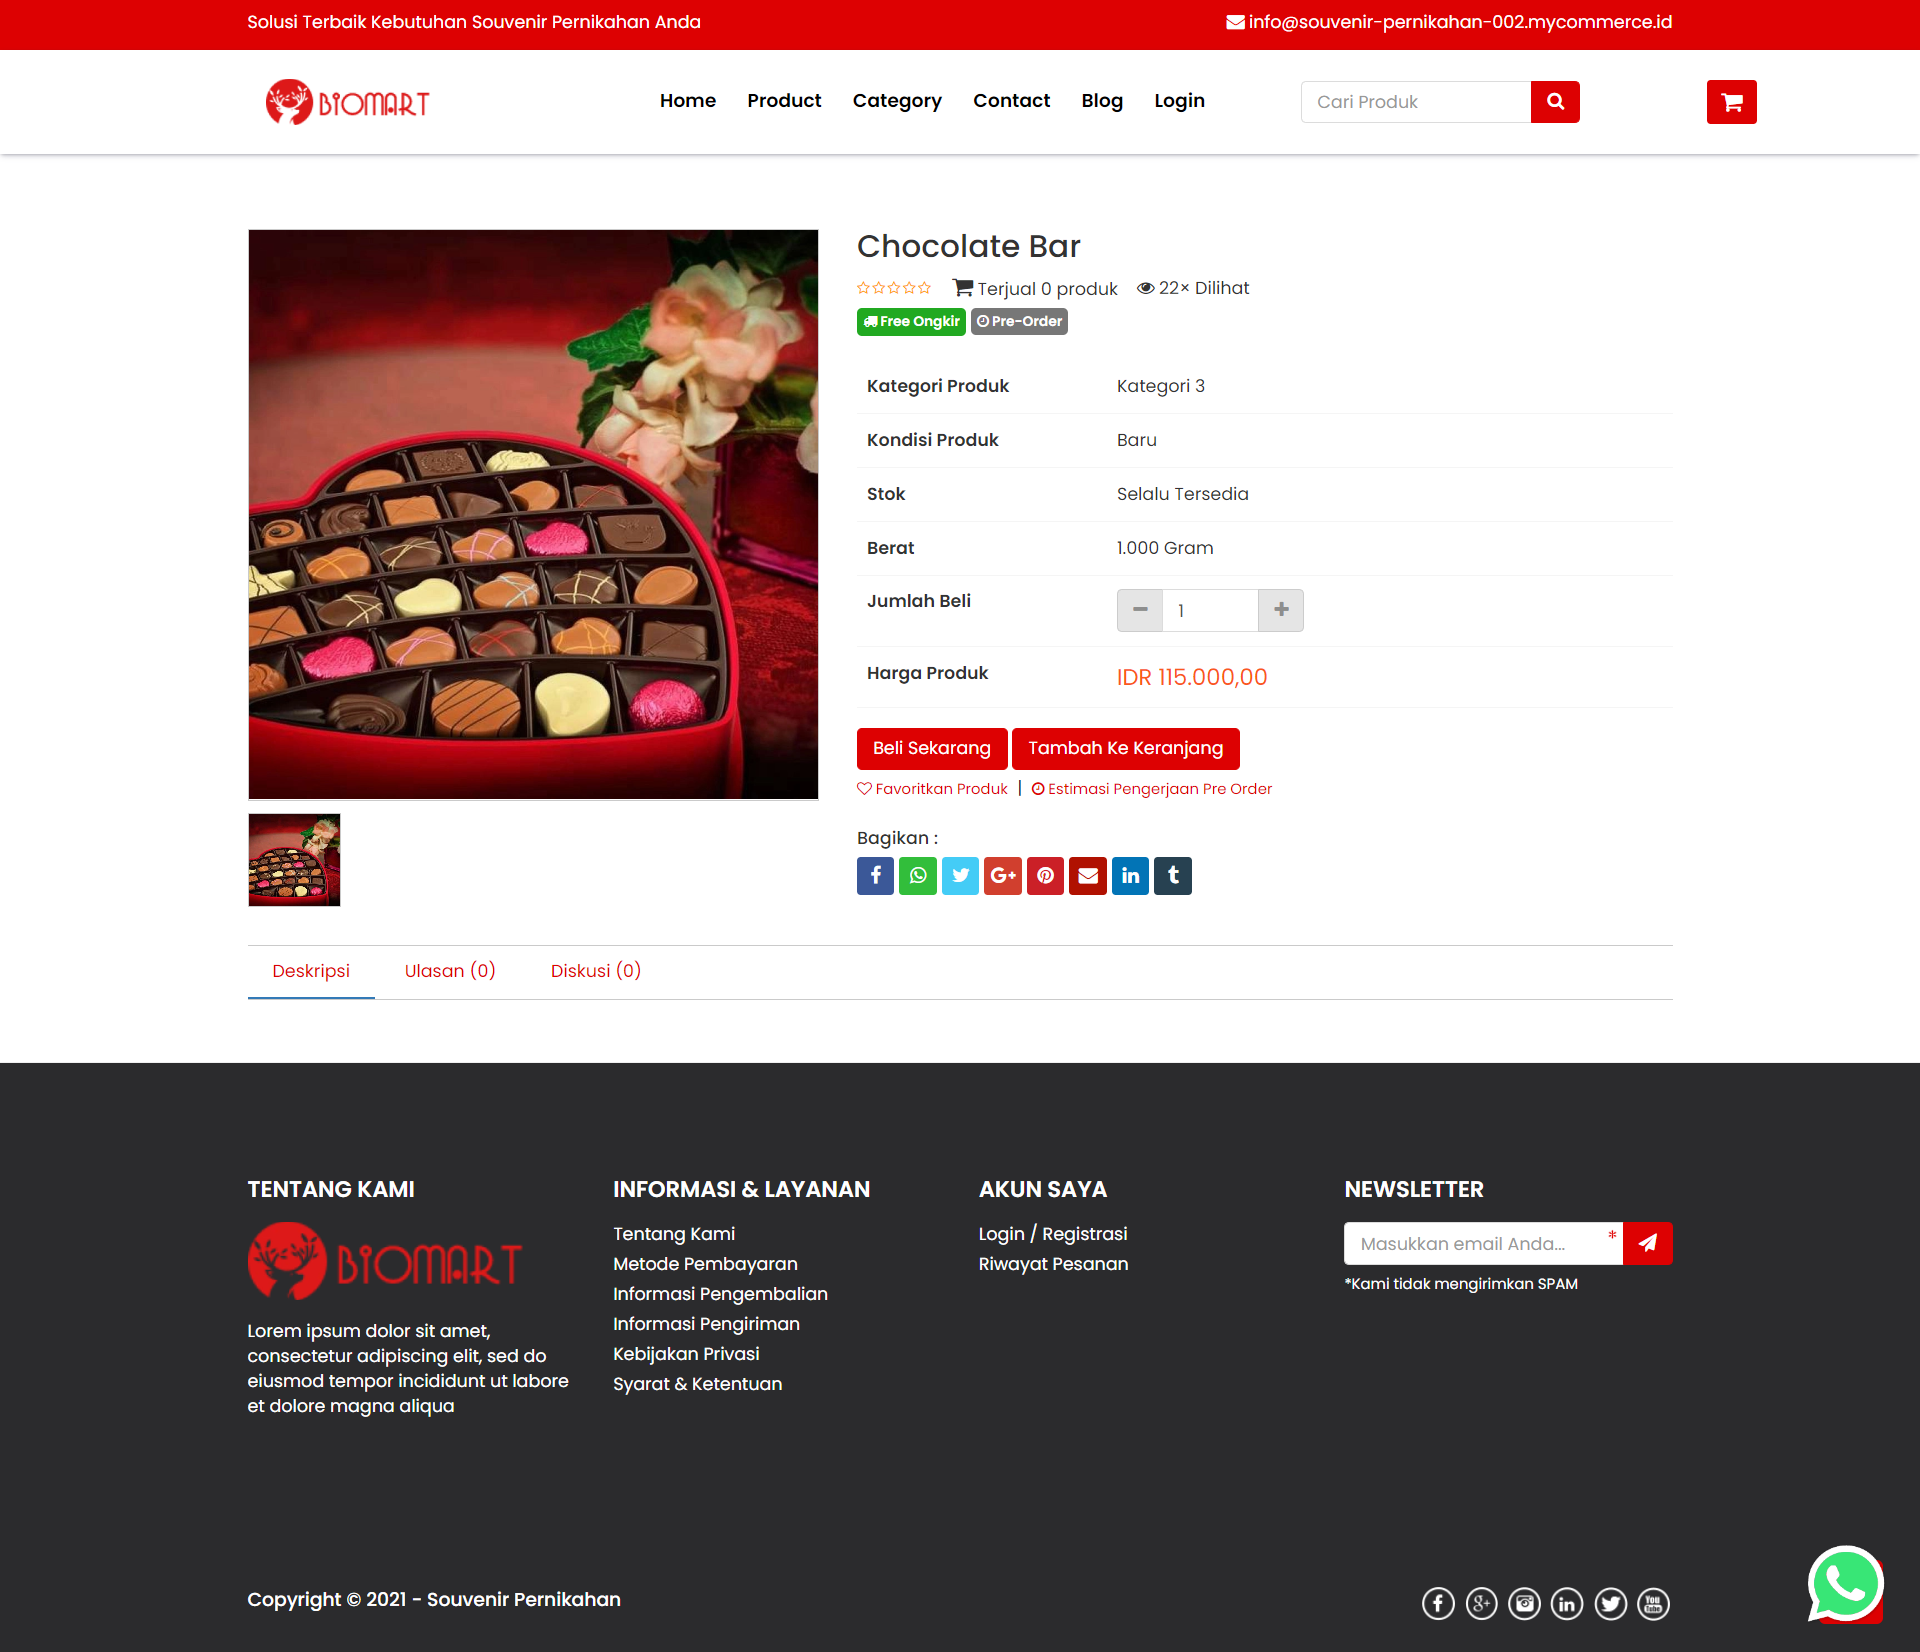 Solusi Terbaik Kebutuhan Souvenir Pernikahan Anda
info@souvenir-pernikahan-002.mycommerce.id
BIOMART
Home Product Category Contact Blog Login
Cari Produk
Chocolate Bar
Terjual 0 produk 22× Dilihat
Free Ongkir Pre-Order
Kategori Produk Kategori 3
Kondisi Produk Baru
Stok Selalu Tersedia
Berat 1.000 Gram
Jumlah Beli 1
Harga Produk IDR 115.000,00
Beli Sekarang Tambah Ke Keranjang
Favoritkan Produk | Estimasi Pengerjaan Pre Order
Bagikan :
Deskripsi Ulasan (0) Diskusi (0)
TENTANG KAMI
BIOMART
Lorem ipsum dolor sit amet,
consectetur adipiscing elit, sed do
eiusmod tempor incididunt ut labore
et dolore magna aliqua
INFORMASI & LAYANAN
Tentang Kami
Metode Pembayaran
Informasi Pengembalian
Informasi Pengiriman
Kebijakan Privasi
Syarat & Ketentuan
AKUN SAYA
Login / Registrasi
Riwayat Pesanan
NEWSLETTER
Masukkan email Anda... *
*Kami tidak mengirimkan SPAM
Copyright © 2021 - Souvenir Pernikahan